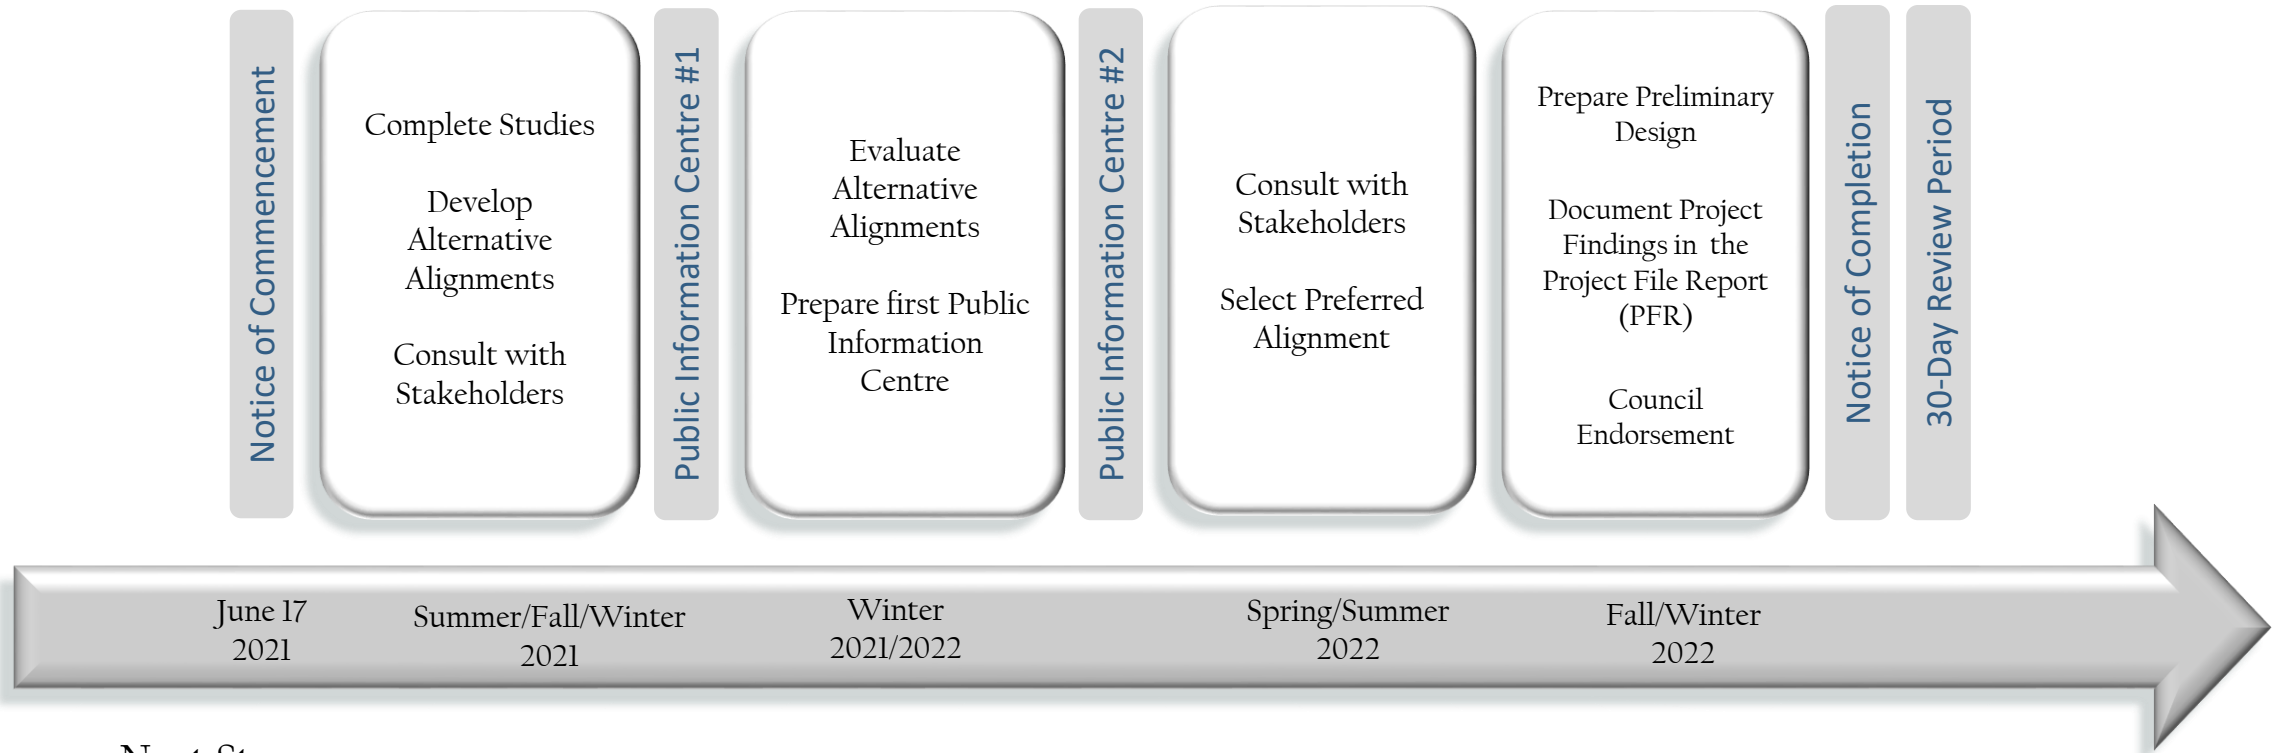 Notice of Commencement
Complete Studies
Develop
Alternative
Alignments
Consult with
Stakeholders
Public Information Centre #1
Evaluate
Alternative
Alignments
Prepare first Public
Information
Centre
Public Information Centre #2
Consult with
Stakeholders
Select Preferred
Alignment
Prepare Preliminary
Design
Document Project
Findings in the
Project File Report
(PFR)
Council
Endorsement
Notice of Completion
30-Day Review Period
June 17
2021
Summer/Fall/Winter
2021
Winter
2021/2022
Spring/Summer
2022
Fall/Winter
2022